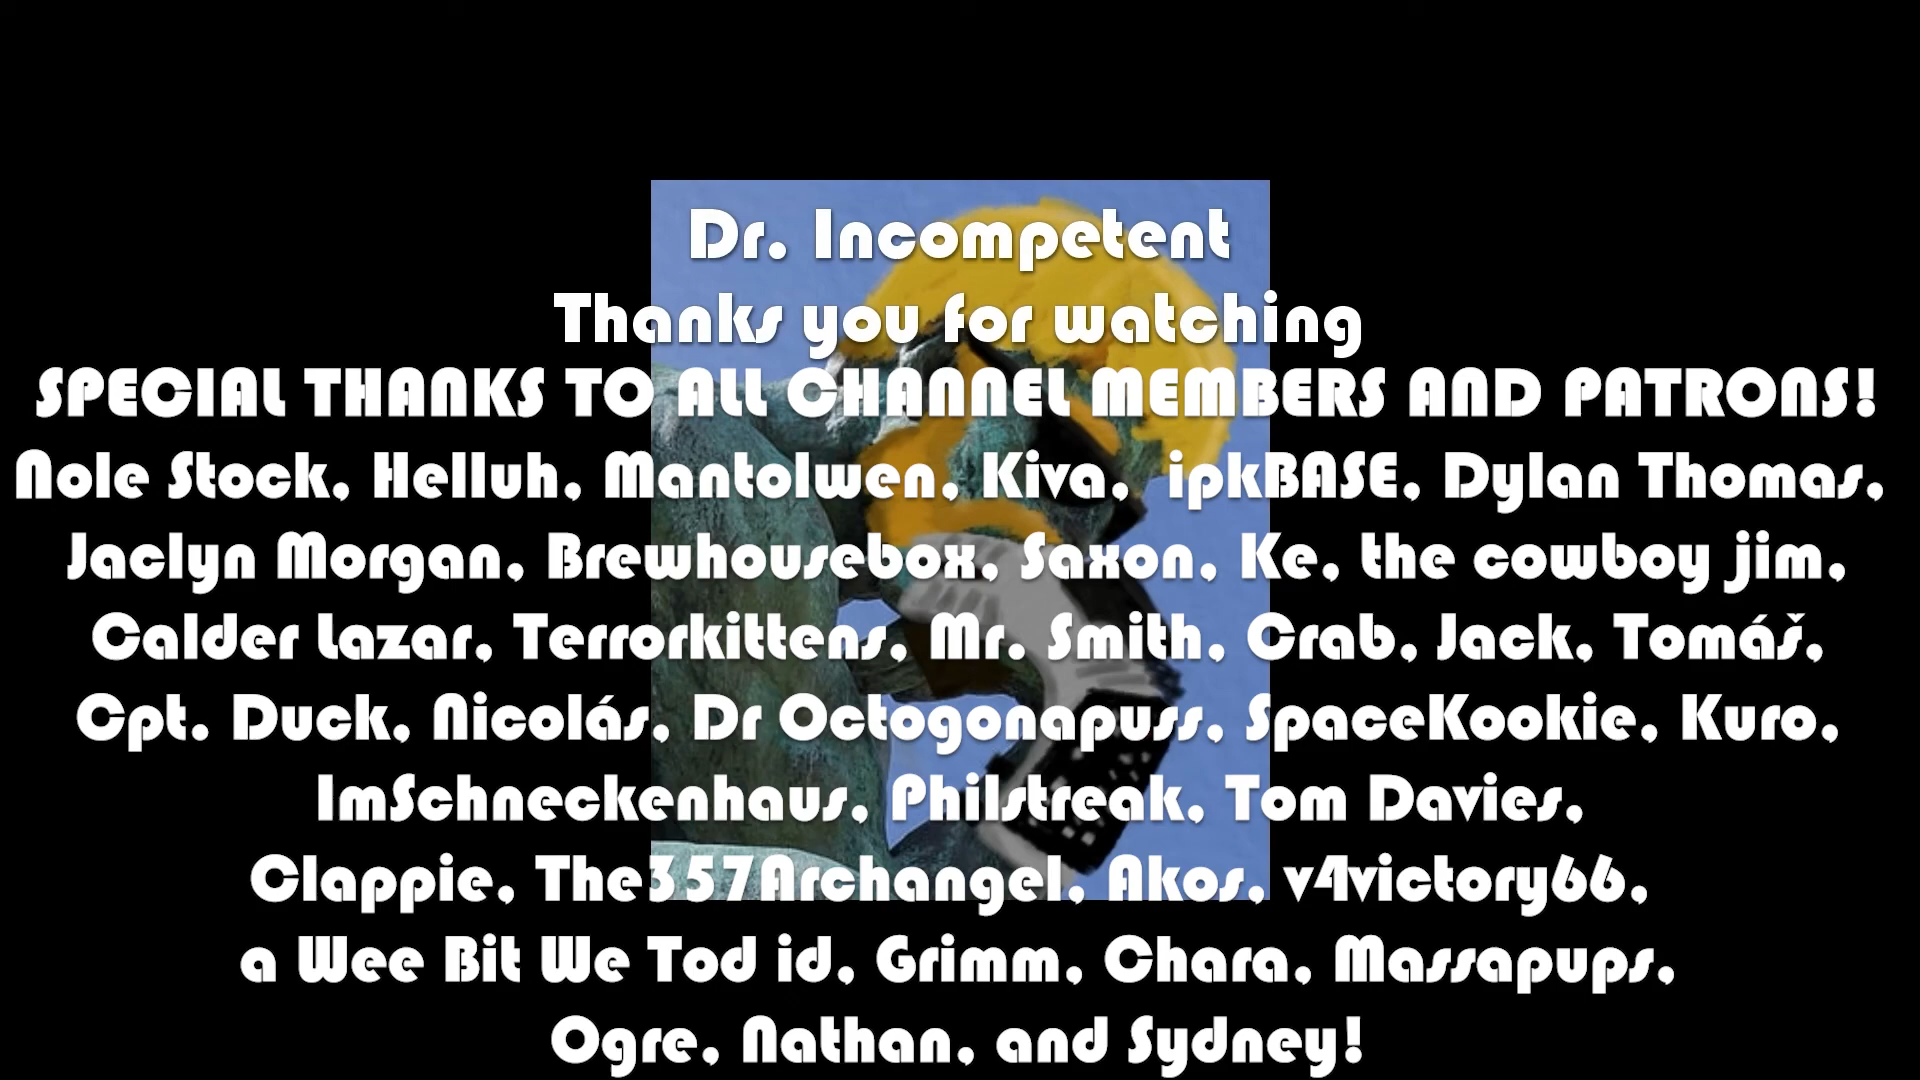 Dr. Incompetent
Thanks you for watching
SPECIAL THANKS TO ALL CHANNEL MEMBERS AND PATRONS!
Nole Stock, Helluh, Mantolwen, Kiva, ipkBASE, Dylan Thomas,
Jaclyn Morgan, Brewhousebox, Saxon, Ke, the cowboy jim,
Calder Lazar, Terrorkittens, Mr. Smith, Crab, Jack, Tomáš,
Cpt. Duck, Nicolás, Dr Octogonapuss, SpaceKookie, Kuro,
ImSchneckenhaus, Philstreak, Tom Davies,
Clappie, The357Archangel, Akos, v4victory66,
a Wee Bit We Tod id, Grimm, Chara, Massapups,
Ogre, Nathan, and Sydney!